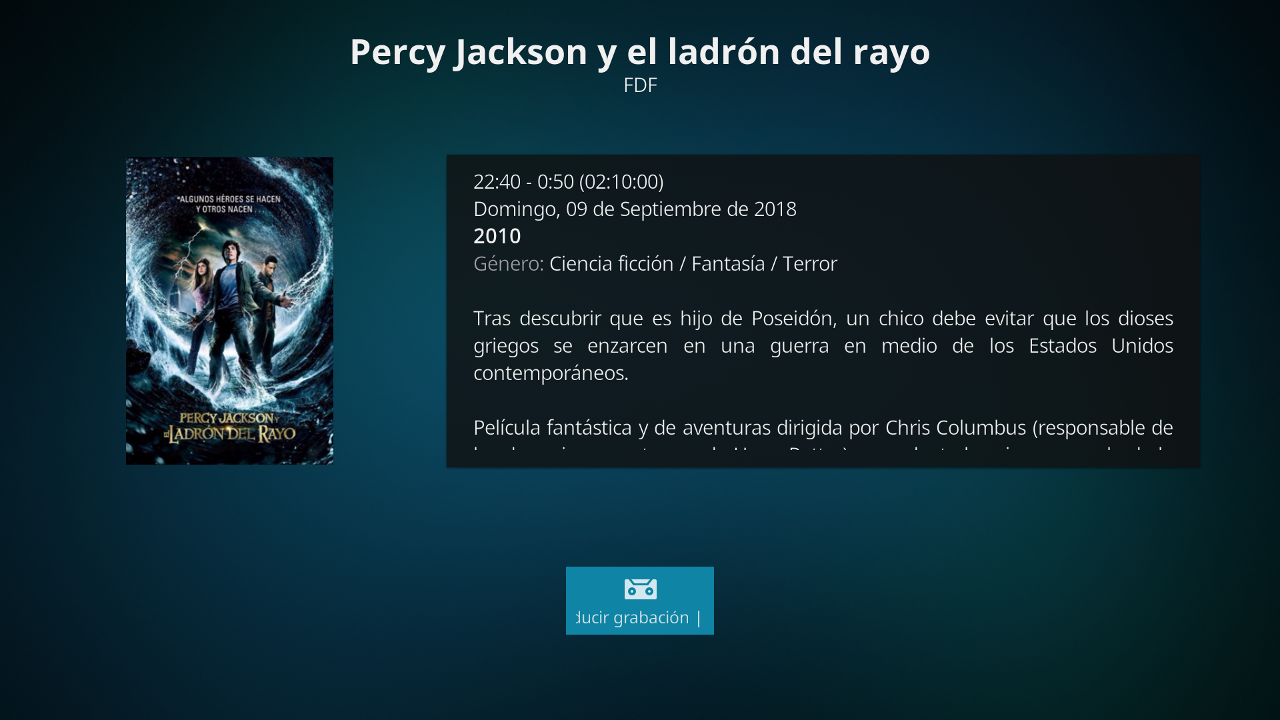 Percy Jackson y el ladrón del rayo
FDF
"ALGUNOS HÉROES SE HACEN
Y OTROS NACEN...
PERCY JACKSON Y
EL LADRÓN DEL RAYO
22:40 - 0:50 (02:10:00)
Domingo, 09 de Septiembre de 2018
2010
Género: Ciencia ficción / Fantasía / Terror
Tras descubrir que es hijo de Poseidón, un chico debe evitar que los dioses
griegos se enzarcen en una guerra en medio de los Estados Unidos
contemporáneos.
Película fantástica y de aventuras dirigida por Chris Columbus (responsable de
ducir grabación |